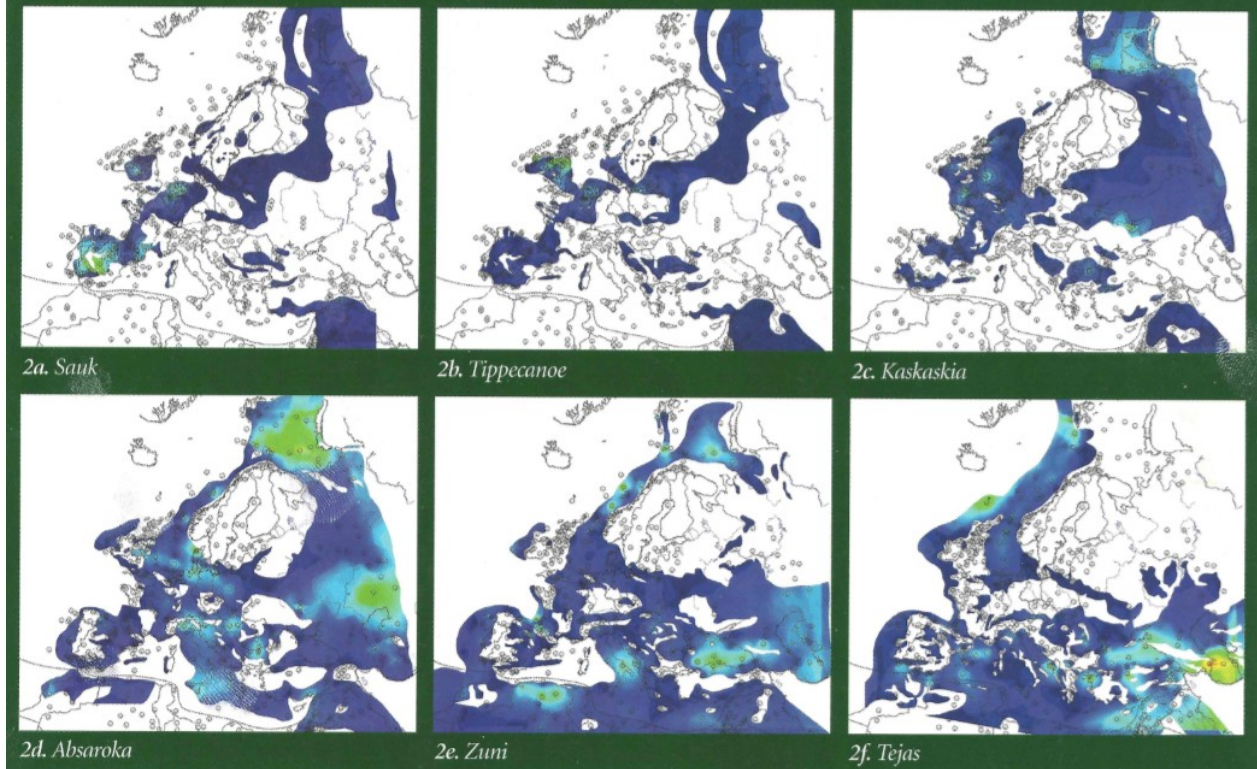 2a. Sauk
2b. Tippecanoe
2c. Kaskaskia
2d. Absaroka
2e. Zuni
2f. Tejas